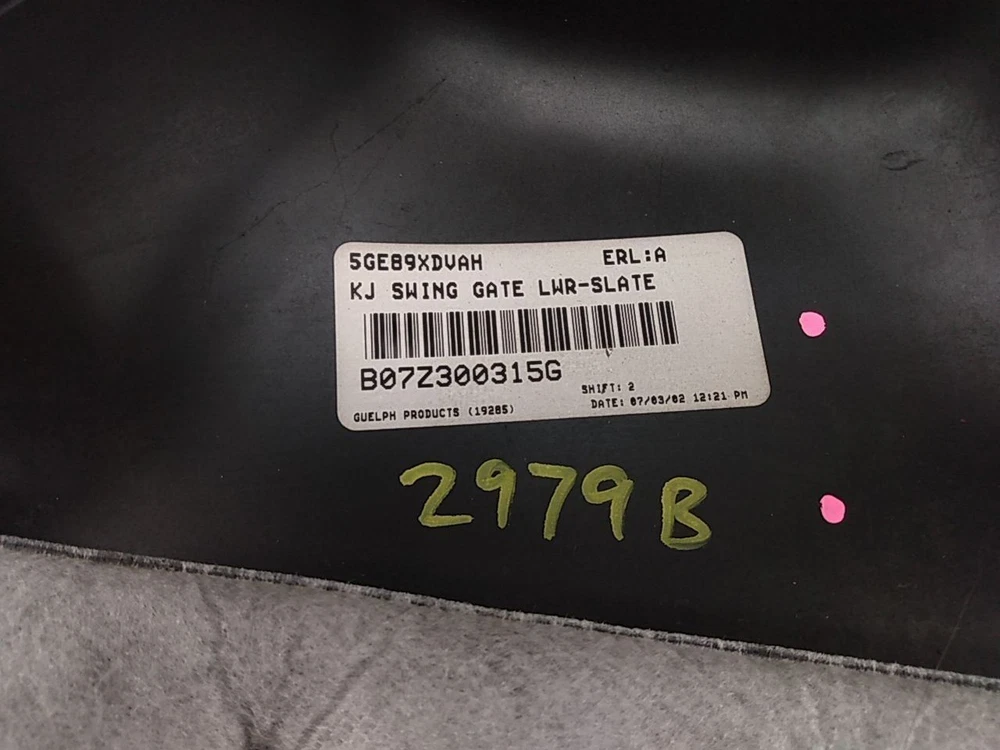 5GE89XDVAH ERL:A
KJ SWING GATE LWR-SLATE
B07Z300315G
SHIFT: 2
GUELPH PRODUCTS (19285) DATE: 07/03/02 12:21 PM
2979B